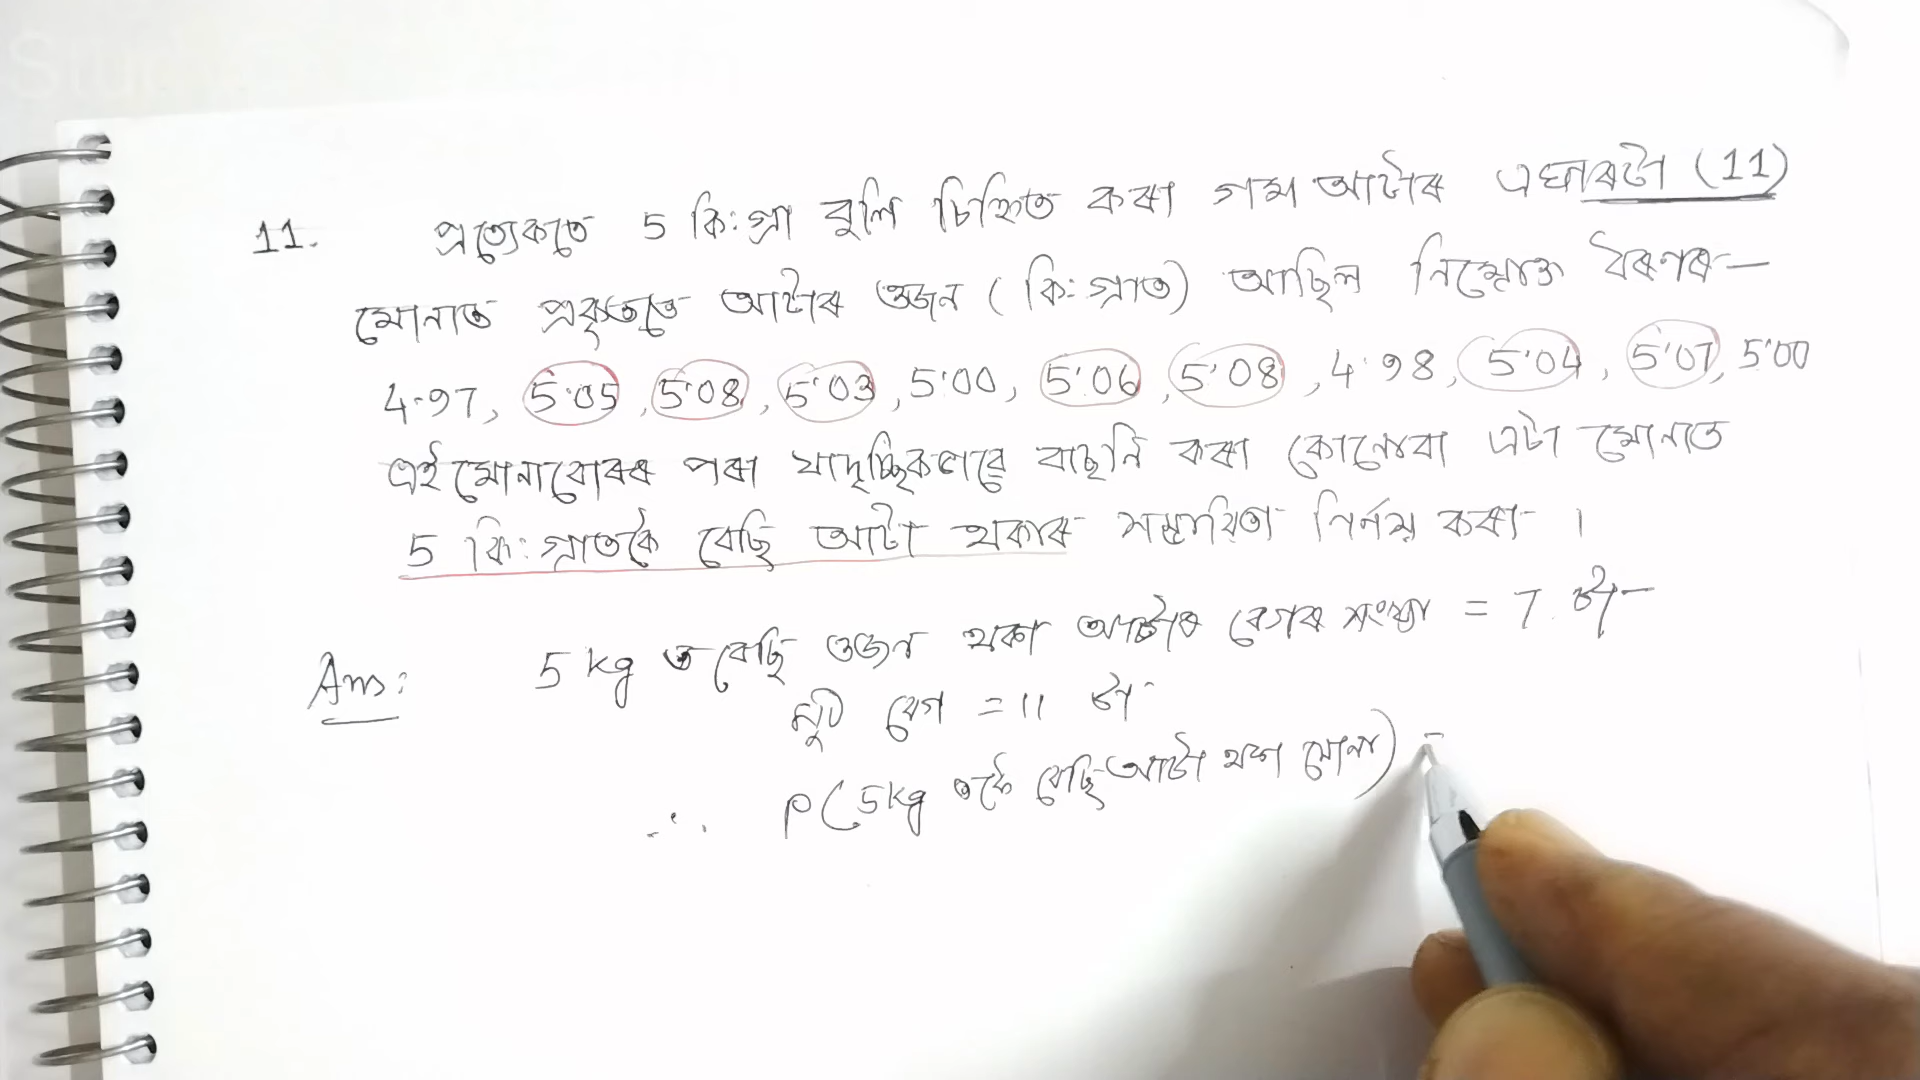 Stud
11. প্ৰত্যেকতে 5 কি:গ্ৰা বুলি চিহ্নিত কৰা গম আটাৰ এঘাৰটা (11)
মোনাত প্ৰকৃততে আটাৰ ওজন (কি:গ্ৰাত) আছিল নিম্নোক্ত ধৰণৰ—
4.97, 5.05, 5.08, 5.03, 5.00, 5.06, 5.08, 4.98, 5.04, 5.07, 5.00
এই মোনাবোৰৰ পৰা যাদৃচ্ছিকভাৱে বাছনি কৰা কোনোবা এটা মোনাত
5 কি:গ্ৰাতকৈ বেছি আটা থকাৰ সম্ভাৱিতা নিৰ্ণয় কৰা।
Ans: 5 kg ত বেছি ওজন থকা আটাৰ বেগৰ সংখ্যা = 7 টা
মুঠ বেগ = 11 টা
∴ P(5kg তকৈ বেছি আটা থকা মোনা) =